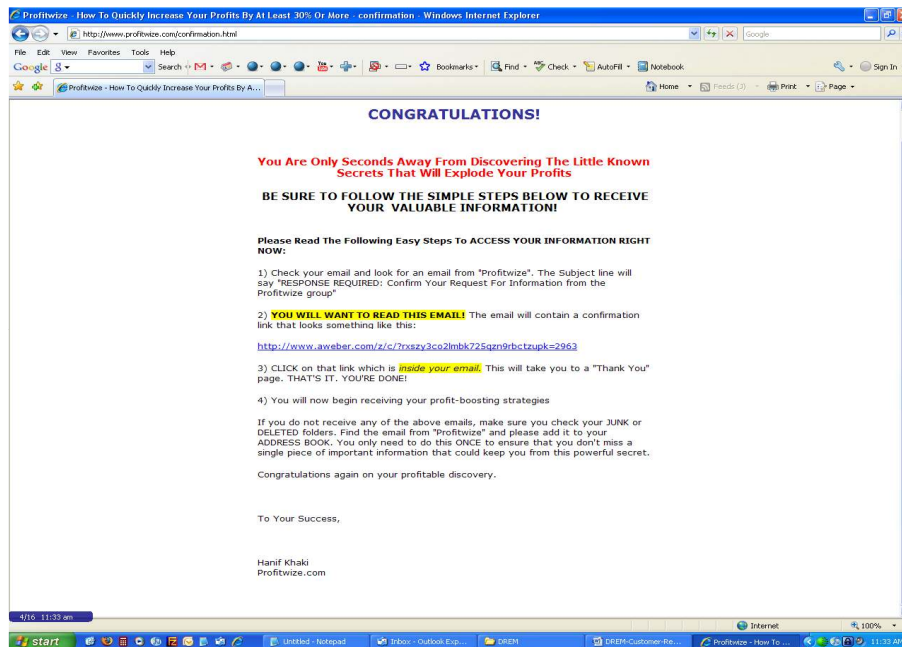 Profitwize - How To Quickly Increase Your Profits By At Least 30% Or More - confirmation - Windows Internet Explorer
http://www.profitwize.com/confirmation.html
Google
File Edit View Favorites Tools Help
Google Search Bookmarks Find Check AutoFill Notebook Sign In
Profitwize - How To Quickly Increase Your Profits By A... Home Feeds (J) Print Page
CONGRATULATIONS!
You Are Only Seconds Away From Discovering The Little Known
Secrets That Will Explode Your Profits
BE SURE TO FOLLOW THE SIMPLE STEPS BELOW TO RECEIVE
YOUR VALUABLE INFORMATION!
Please Read The Following Easy Steps To ACCESS YOUR INFORMATION RIGHT
NOW:
1) Check your email and look for an email from "Profitwize". The Subject line will
say "RESPONSE REQUIRED: Confirm Your Request For Information from the
Profitwize group"
2) YOU WILL WANT TO READ THIS EMAIL! The email will contain a confirmation
link that looks something like this:
http://www.aweber.com/z/c/?rxszy3co2lmbk725qzn9rbctzupk=2963
3) CLICK on that link which is inside your email. This will take you to a "Thank You"
page. THAT'S IT. YOU'RE DONE!
4) You will now begin receiving your profit-boosting strategies
If you do not receive any of the above emails, make sure you check your JUNK or
DELETED folders. Find the email from "Profitwize" and please add it to your
ADDRESS BOOK. You only need to do this ONCE to ensure that you don't miss a
single piece of important information that could keep you from this powerful secret.
Congratulations again on your profitable discovery.
To Your Success,
Hanif Khaki
Profitwize.com
4/16 11:33 am
Internet 100%
start Untitled - Notepad Inbox - Outlook Exp... DREM DREM-Customer-Re... Profitwize - How To ... 11:33 AM